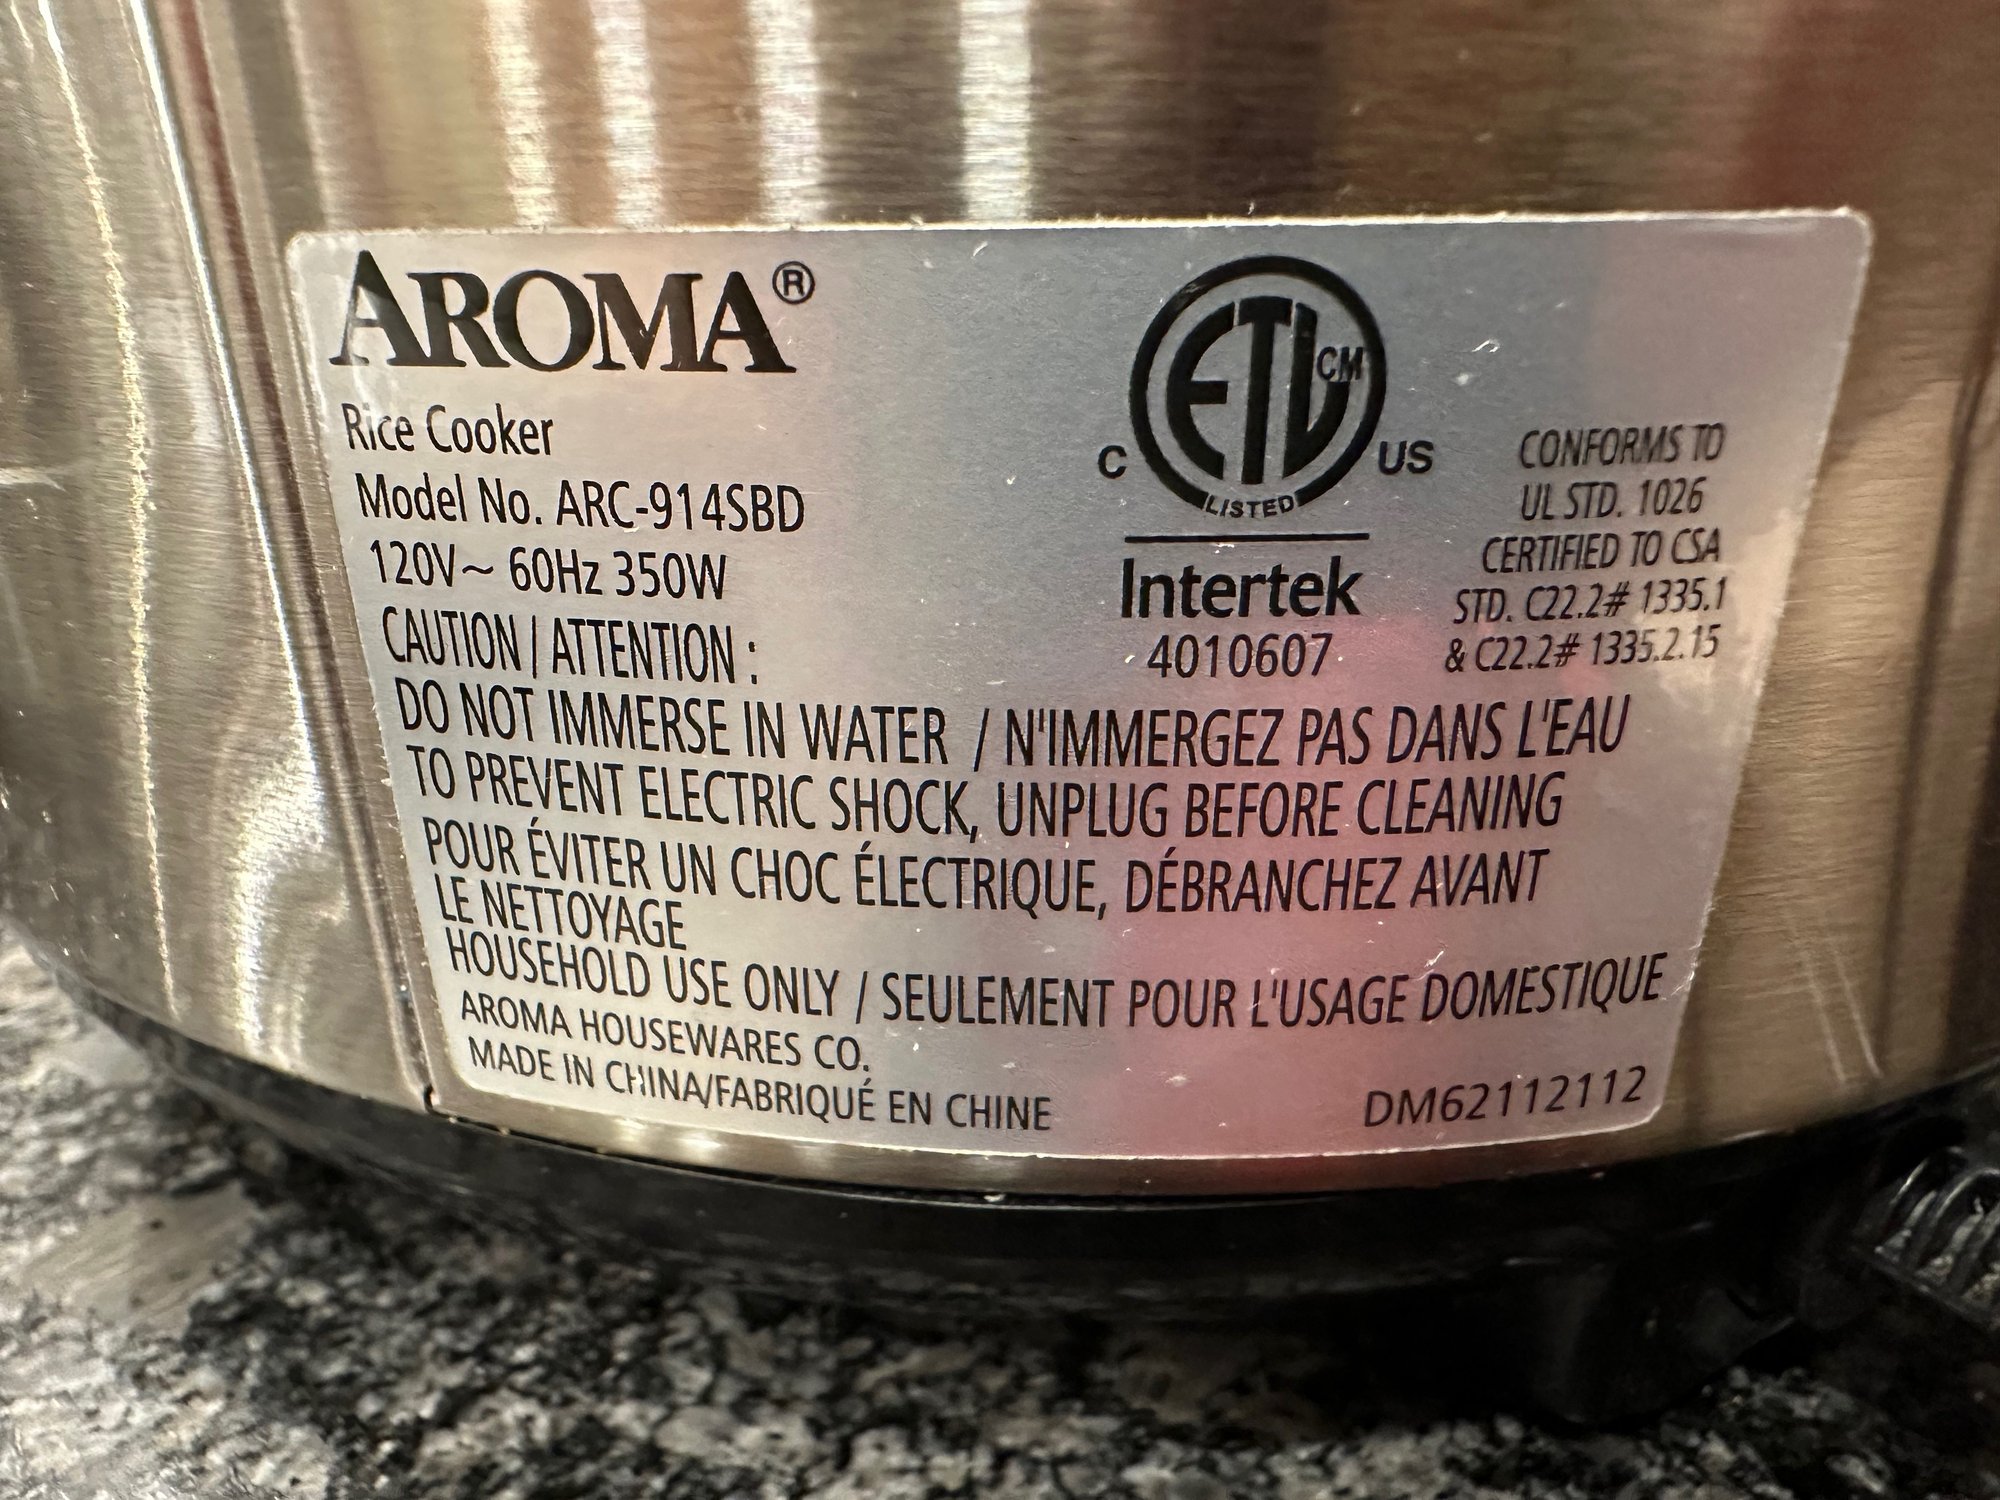 AROMA®
Rice Cooker
Model No. ARC-914SBD
120V~ 60Hz 350W
CAUTION / ATTENTION :
ETL CM
C US
LISTED
Intertek
4010607
CONFORMS TO
UL STD. 1026
CERTIFIED TO CSA
STD. C22.2# 1335.1
& C22.2# 1335.2.15
DO NOT IMMERSE IN WATER / N'IMMERGEZ PAS DANS L'EAU
TO PREVENT ELECTRIC SHOCK, UNPLUG BEFORE CLEANING
POUR ÉVITER UN CHOC ÉLECTRIQUE, DÉBRANCHEZ AVANT
LE NETTOYAGE
HOUSEHOLD USE ONLY / SEULEMENT POUR L'USAGE DOMESTIQUE
AROMA HOUSEWARES CO.
MADE IN CHINA/FABRIQUÉ EN CHINE
DM62112112